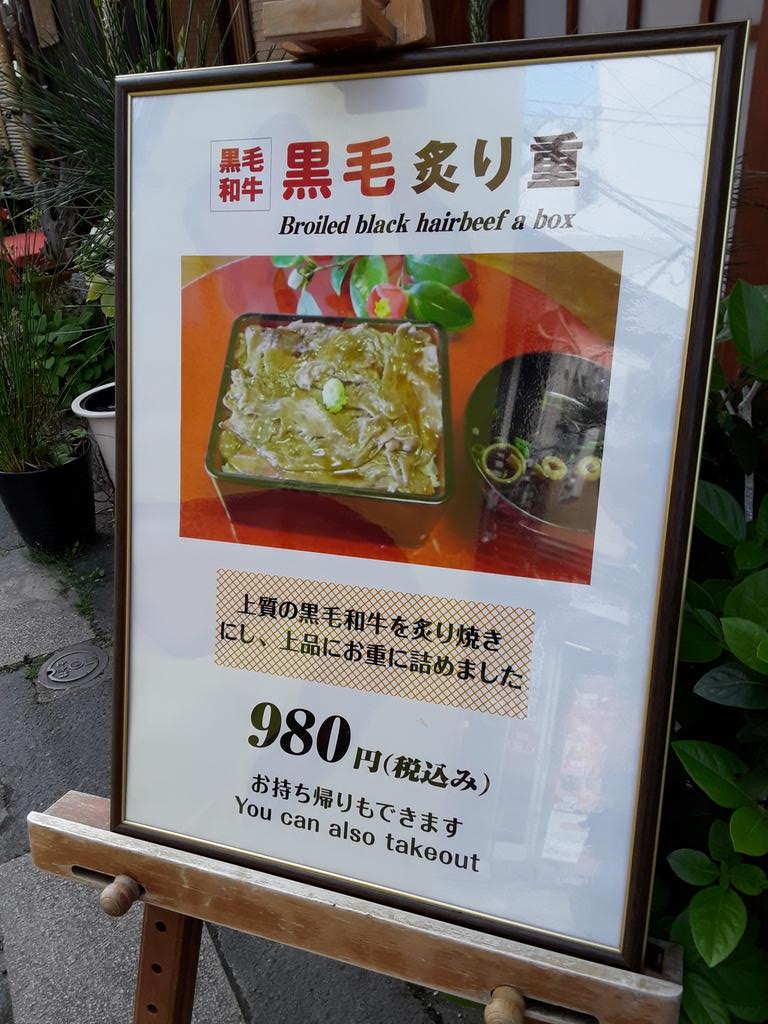 黒毛
和牛
黒毛炙り重
Broiled black hairbeef a box
上質の黒毛和牛を炙り焼き
にし、上品にお重に詰めました
980円(税込み)
お持ち帰りもできます
You can also takeout